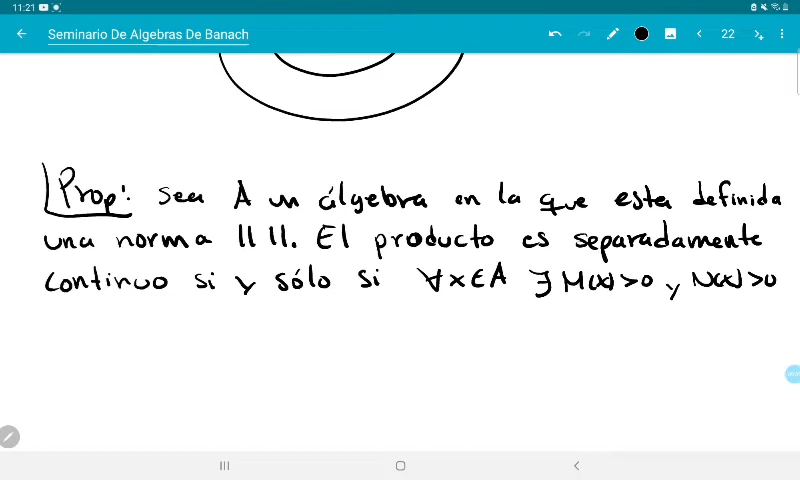 11:21
Seminario De Algebras De Banach
22
Prop: sea A un álgebra en la que esta definida
una norma || ||. El producto es separadamente
continuo si y sólo si ∀x∈A ∃ M(x)>0 y N(x)>0